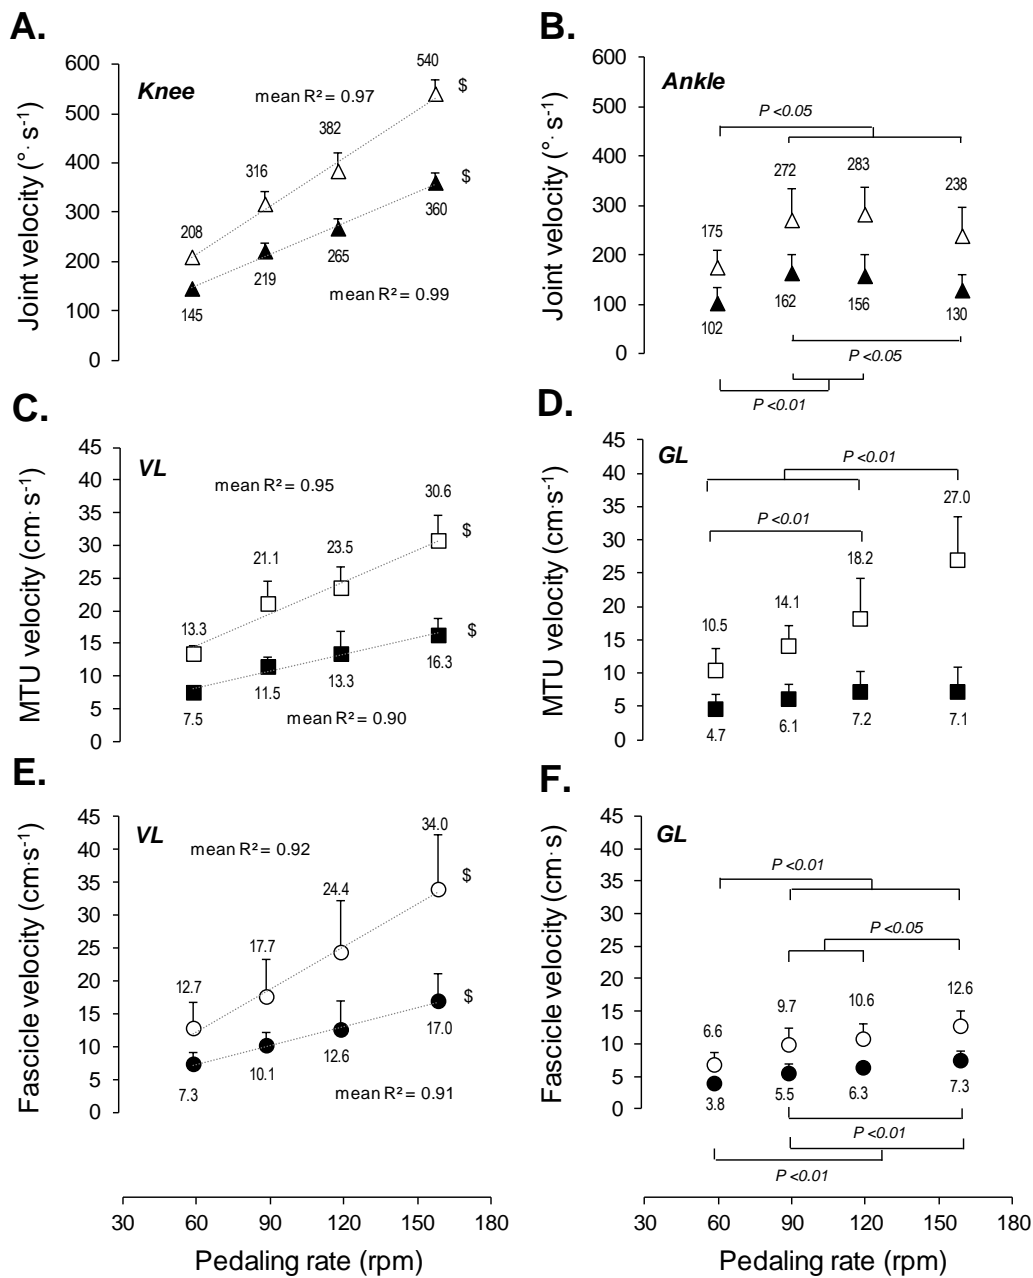 A.
600
500
400
300
200
100
0
Joint velocity (°· s-1)
Knee
mean R² = 0.97
540
$
382
316
208
$
360
265
219
145
mean R² = 0.99
B.
600
500
400
300
200
100
0
Joint velocity (°· s-1)
Ankle
P <0.05
272
283
238
175
162
156
130
102
P <0.05
P <0.01
C.
45
40
35
30
25
20
15
10
5
0
MTU velocity (cm·s-1)
VL
mean R² = 0.95
30.6
$
23.5
21.1
13.3
$
16.3
13.3
11.5
7.5
mean R² = 0.90
D.
45
40
35
30
25
20
15
10
5
0
MTU velocity (cm·s-1)
GL
P <0.01
27.0
P <0.01
18.2
14.1
10.5
4.7
6.1
7.2
7.1
E.
45
40
35
30
25
20
15
10
5
0
Fascicle velocity (cm·s-1)
VL
mean R² = 0.92
34.0
$
24.4
17.7
12.7
$
17.0
12.6
10.1
7.3
mean R² = 0.91
30 60 90 120 150 180
Pedaling rate (rpm)
F.
45
40
35
30
25
20
15
10
5
0
Fascicle velocity (cm· s)
GL
P <0.01
P <0.05
12.6
10.6
9.7
6.6
3.8
5.5
6.3
7.3
P <0.01
P <0.01
30 60 90 120 150 180
Pedaling rate (rpm)